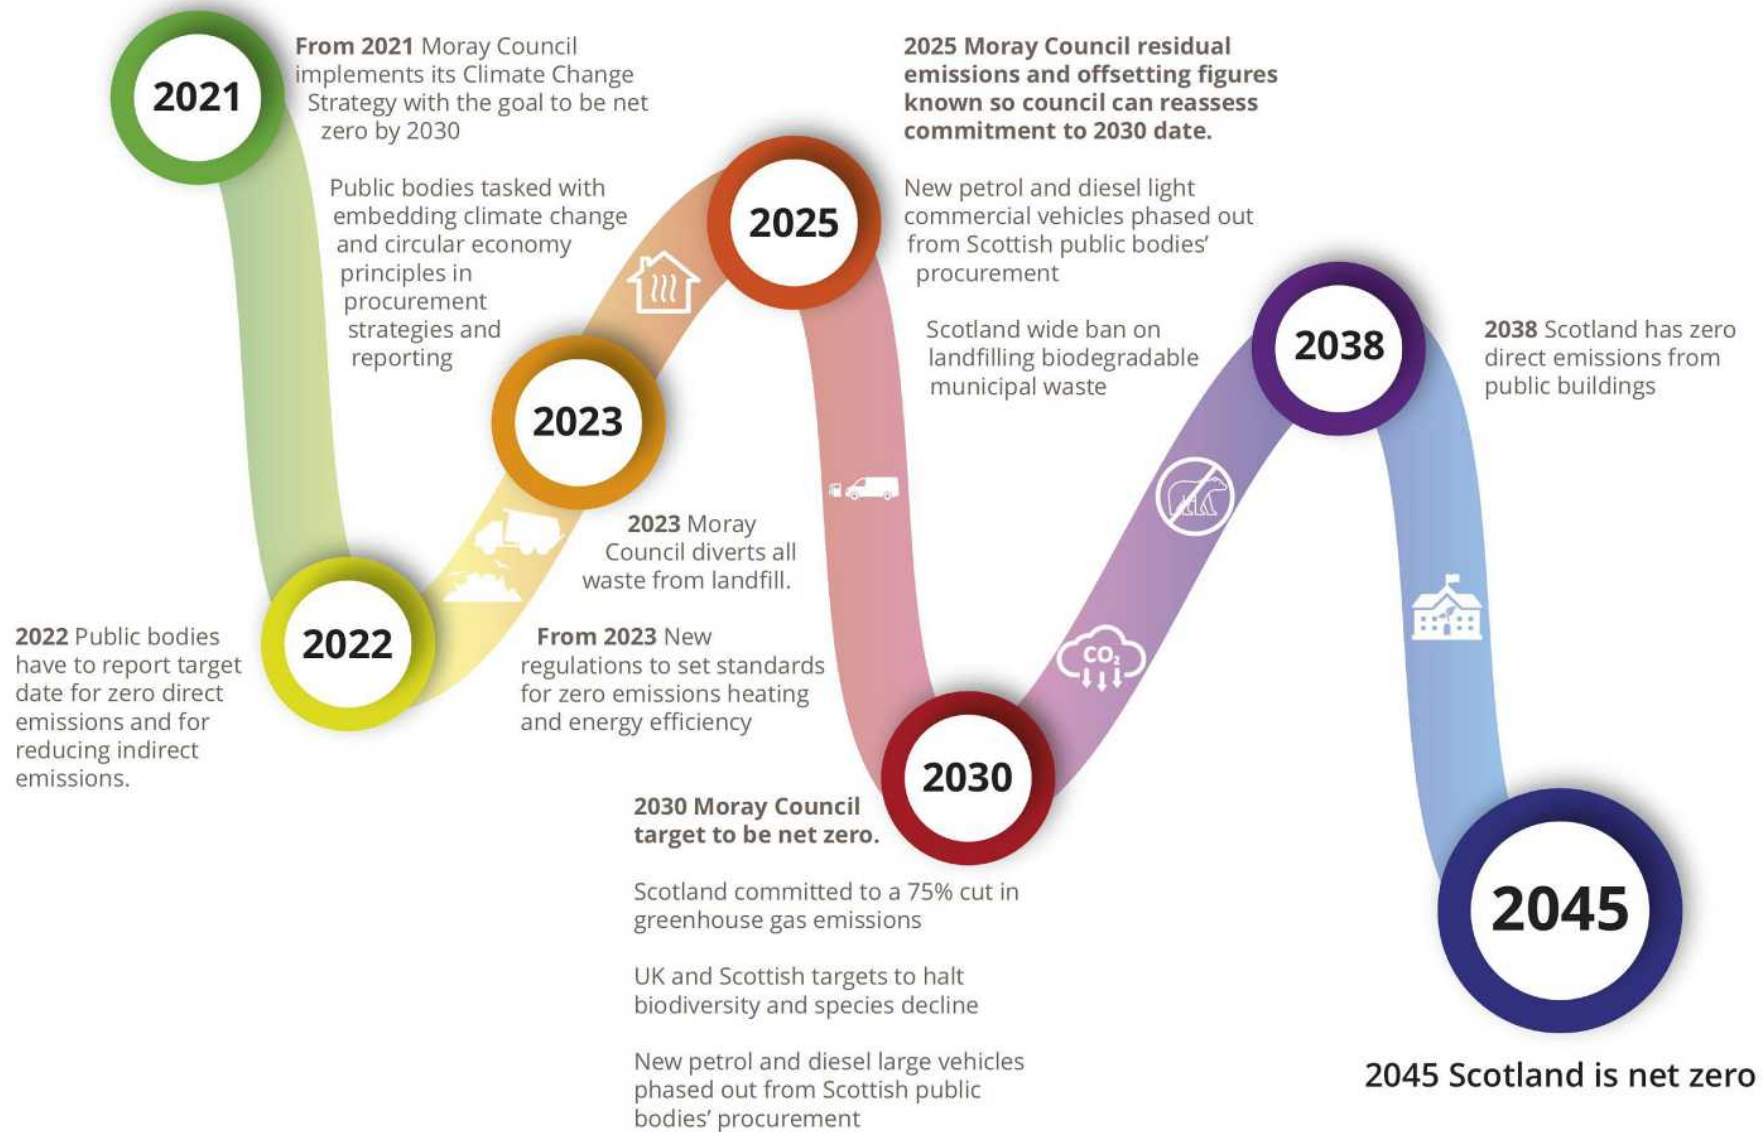 2021
From 2021 Moray Council
implements its Climate Change
Strategy with the goal to be net
zero by 2030
Public bodies tasked with
embedding climate change
and circular economy
principles in
procurement
strategies and
reporting
2022
2022 Public bodies
have to report target
date for zero direct
emissions and for
reducing indirect
emissions.
2023
2023 Moray
Council diverts all
waste from landfill.
From 2023 New
regulations to set standards
for zero emissions heating
and energy efficiency
2025
2025 Moray Council residual
emissions and offsetting figures
known so council can reassess
commitment to 2030 date.
New petrol and diesel light
commercial vehicles phased out
from Scottish public bodies’
procurement
Scotland wide ban on
landfilling biodegradable
municipal waste
2030
2030 Moray Council
target to be net zero.
Scotland committed to a 75% cut in
greenhouse gas emissions
UK and Scottish targets to halt
biodiversity and species decline
New petrol and diesel large vehicles
phased out from Scottish public
bodies’ procurement
CO₂
2038
2038 Scotland has zero
direct emissions from
public buildings
2045
2045 Scotland is net zero